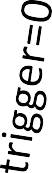 trigger = 0